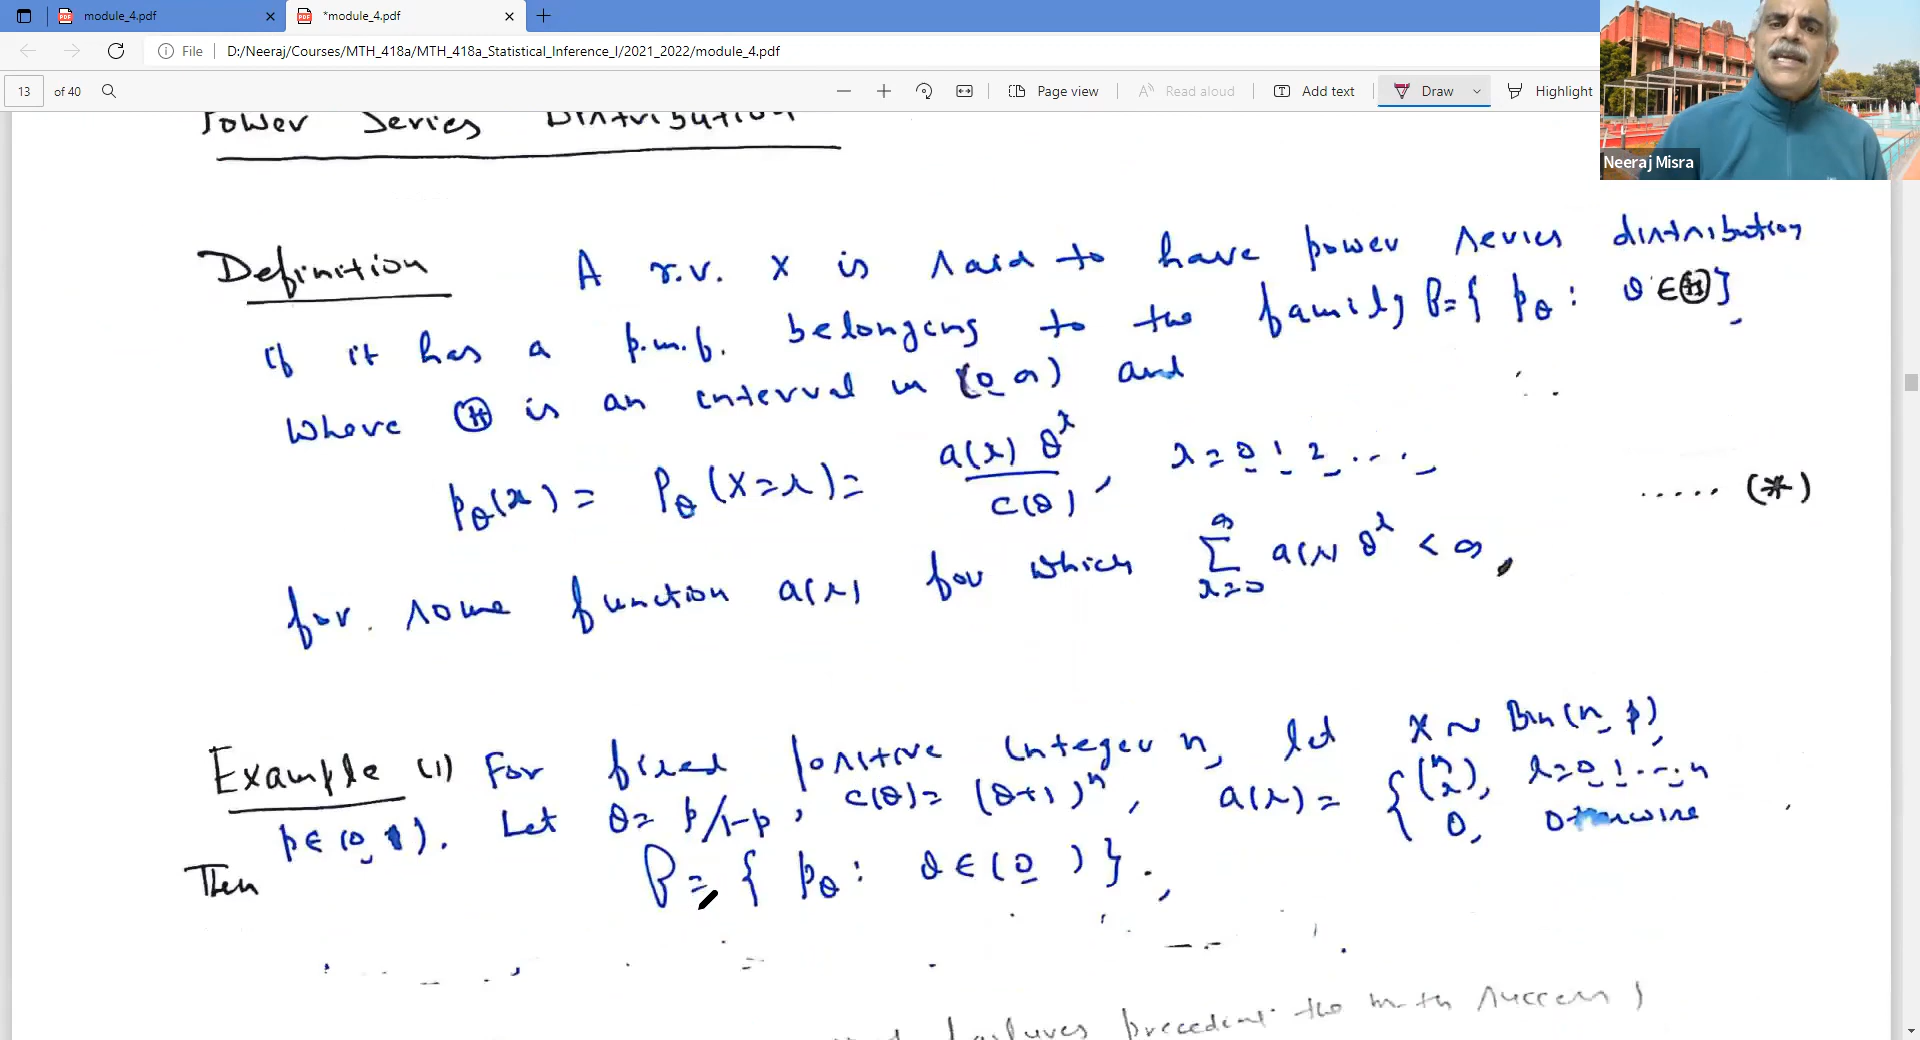 module_4.pdf
*module_4.pdf
File D:/Neeraj/Courses/MTH_418a/MTH_418a_Statistical_Inference_I/2021_2022/module_4.pdf
13 of 40 Page view Read aloud Add text Draw Highlight
Neeraj Misra
Power Series Distribution
Definition A r.v. X is said to have power series distribution
if it has a p.m.f. belonging to the family P = { p_θ : θ ∈ Ⓗ },
where Ⓗ is an interval in (0, ∞) and
p_θ(x) = P_θ(X = x) = a(x) θ^x / c(θ), x = 0, 1, 2, ....
..... (*)
for some function a(x) for which ∑_{x=0}^{∞} a(x) θ^x < ∞,
Example (1) For fixed positive integer n, let X ~ Bin(n, p),
p ∈ (0, 1). Let θ = p/1-p, c(θ) = (θ+1)^n, a(x) = { (n x), x = 0, 1, ..., n
0, otherwise
Then P = { p_θ : θ ∈ (0, ) }.,
failures precedent the m-th success)